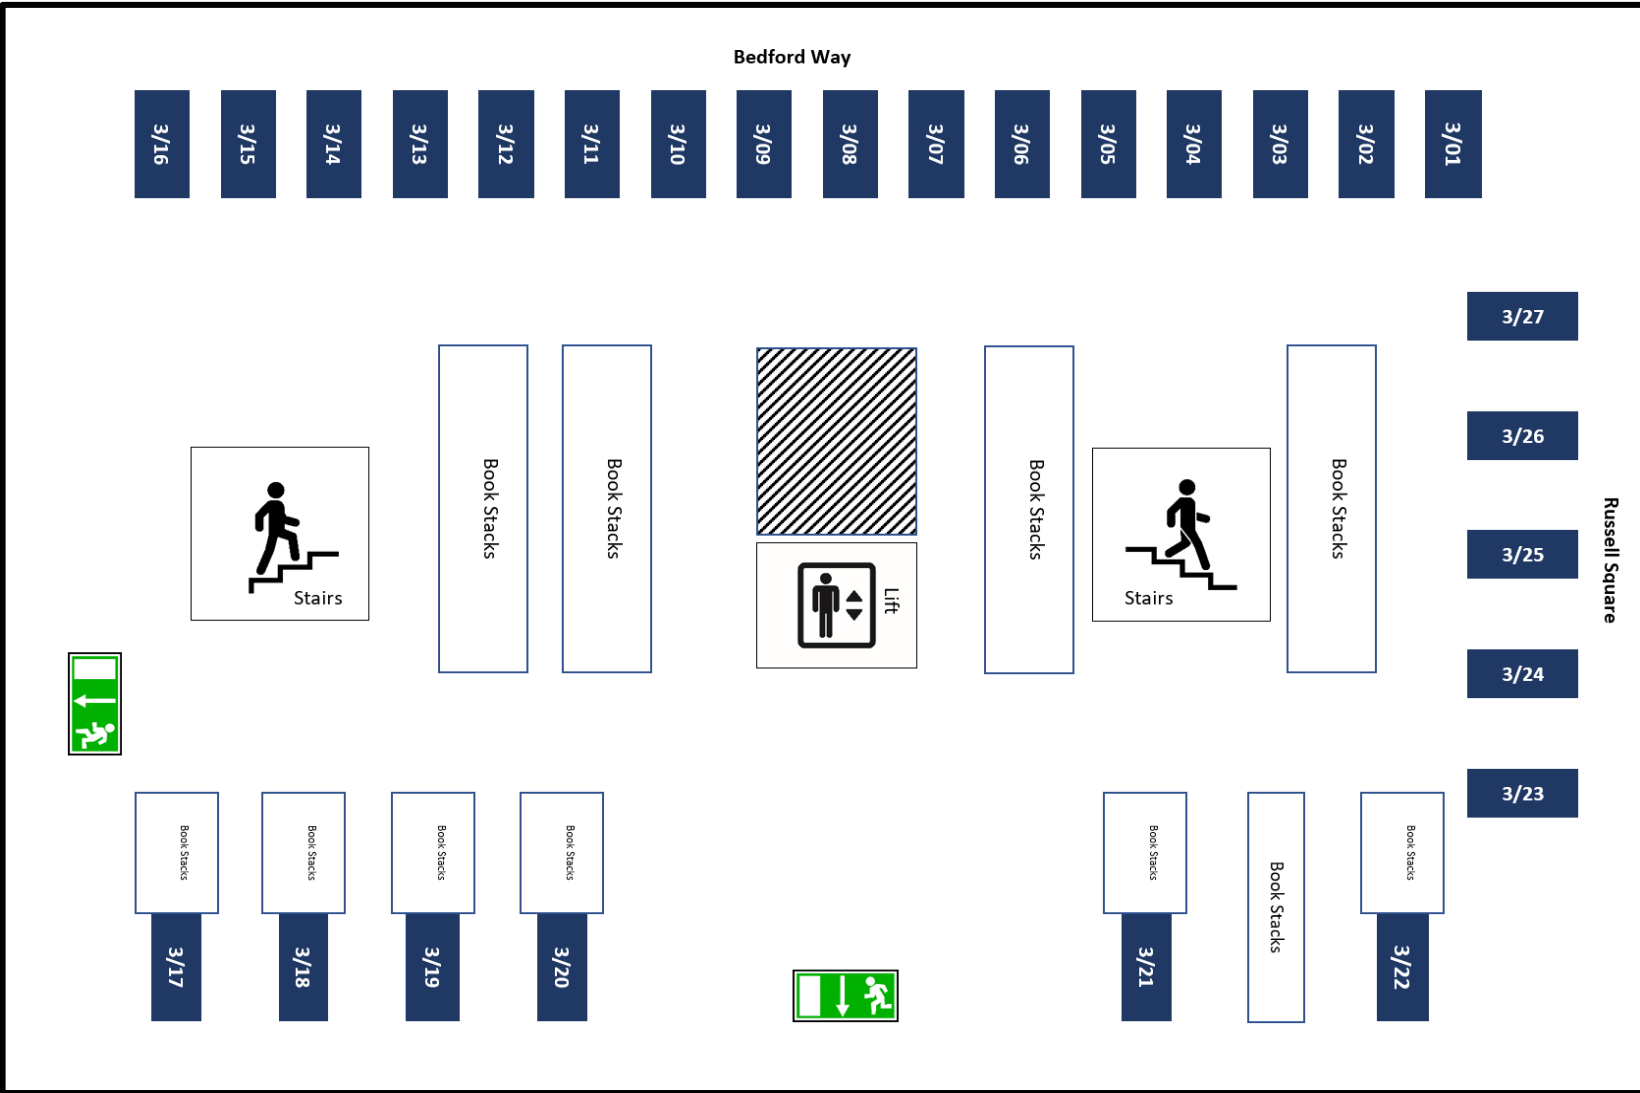 Bedford Way
3/16
3/15
3/14
3/13
3/12
3/11
3/10
3/09
3/08
3/07
3/06
3/05
3/04
3/03
3/02
3/01
3/27
3/26
3/25
3/24
3/23
Russell Square
Stairs
Book Stacks
Book Stacks
Lift
Book Stacks
Stairs
Book Stacks
Book Stacks
Book Stacks
Book Stacks
Book Stacks
Book Stacks
Book Stacks
Book Stacks
3/17
3/18
3/19
3/20
3/21
3/22